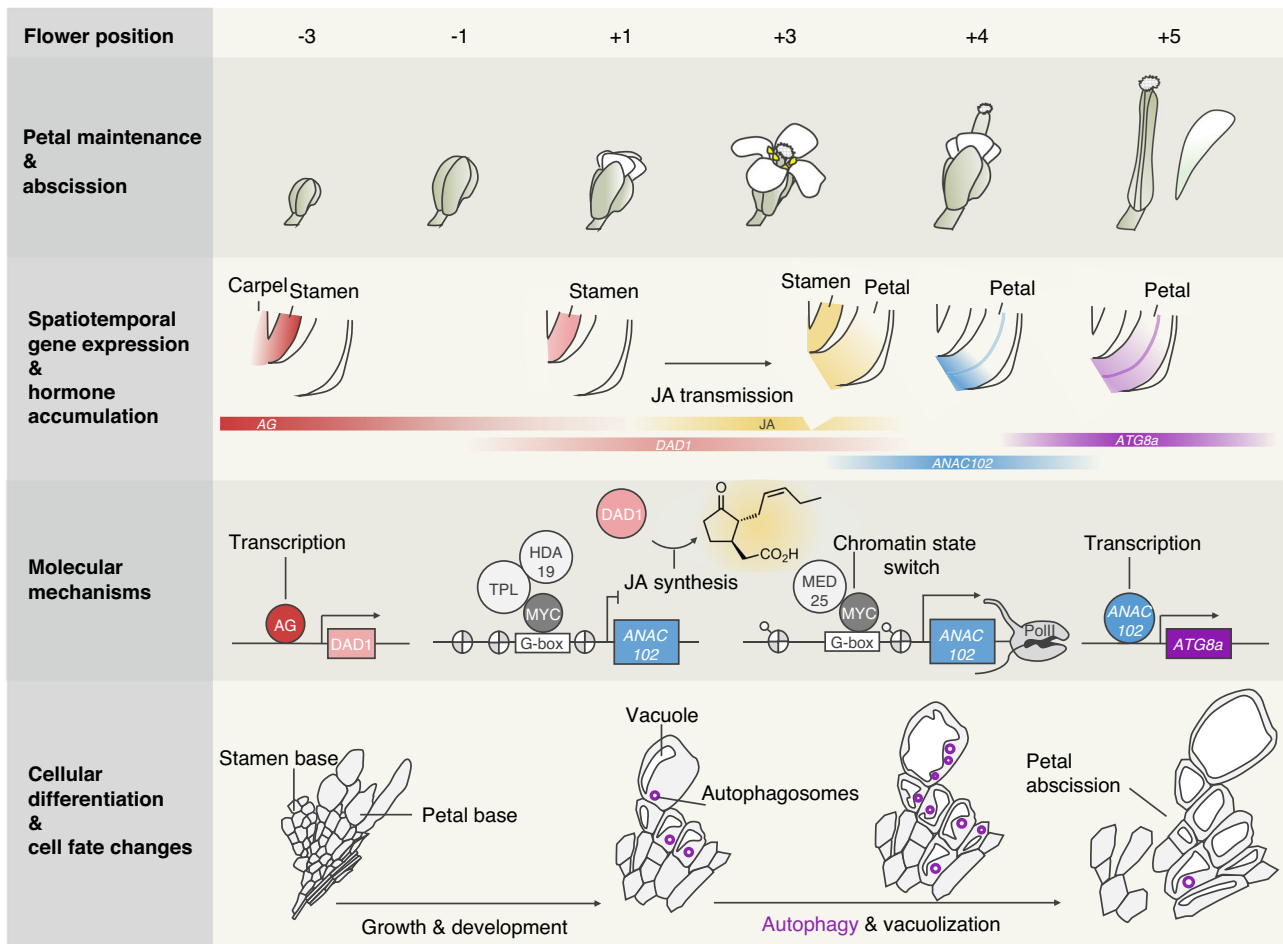 Flower position
-3
-1
+1
+3
+4
+5
Petal maintenance
&
abscission
Spatiotemporal
gene expression
&
hormone
accumulation
Carpel
Stamen
Stamen
Stamen
Petal
Petal
Petal
JA transmission
AG
JA
DAD1
ATG8a
ANAC102
Molecular
mechanisms
Transcription
AG
DAD1
TPL
HDA
19
MYC
G-box
ANAC
102
DAD1
JA synthesis
O
CO₂H
MED
25
MYC
G-box
Chromatin state
switch
ANAC
102
PolII
Transcription
ANAC
102
ATG8a
Cellular
differentiation
&
cell fate changes
Stamen base
Petal base
Vacuole
Autophagosomes
Petal
abscission
Growth & development
Autophagy & vacuolization